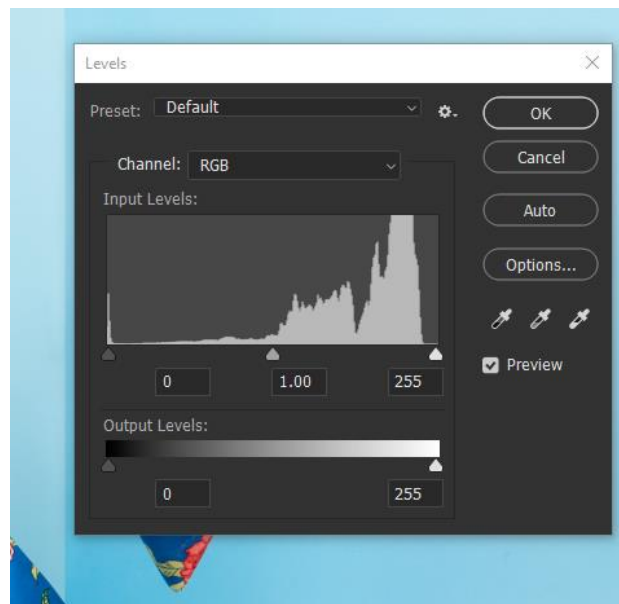 Levels
Preset: Default
OK
Channel: RGB
Cancel
Input Levels:
Auto
Options...
Preview
0 1.00 255
Output Levels:
0 255